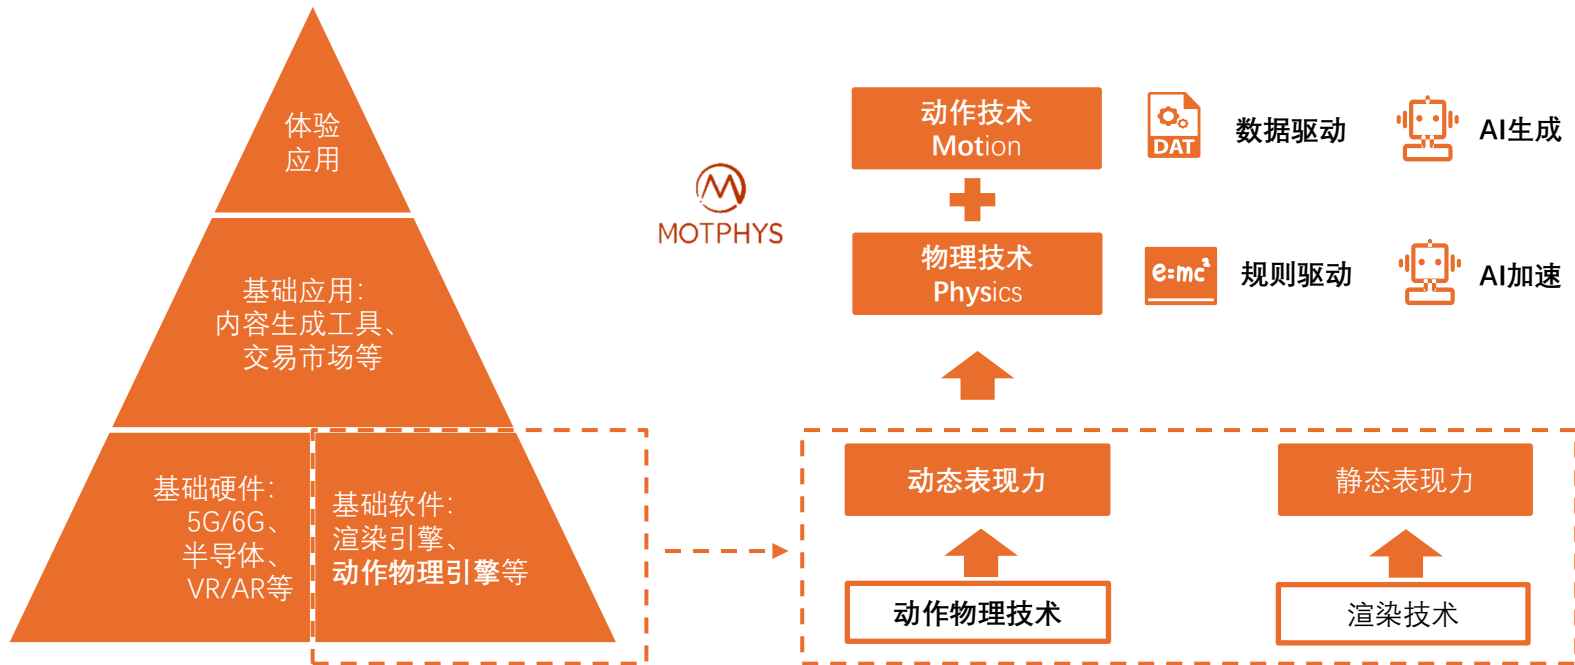 体验
应用
基础应用：
内容生成工具、
交易市场等
基础硬件：
5G/6G、
半导体、
VR/AR等
基础软件：
渲染引擎、
动作物理引擎等
MOTPHYS
动作技术
Motion
DAT
数据驱动
AI生成
物理技术
Physics
e=mc²
规则驱动
AI加速
动态表现力
静态表现力
动作物理技术
渲染技术